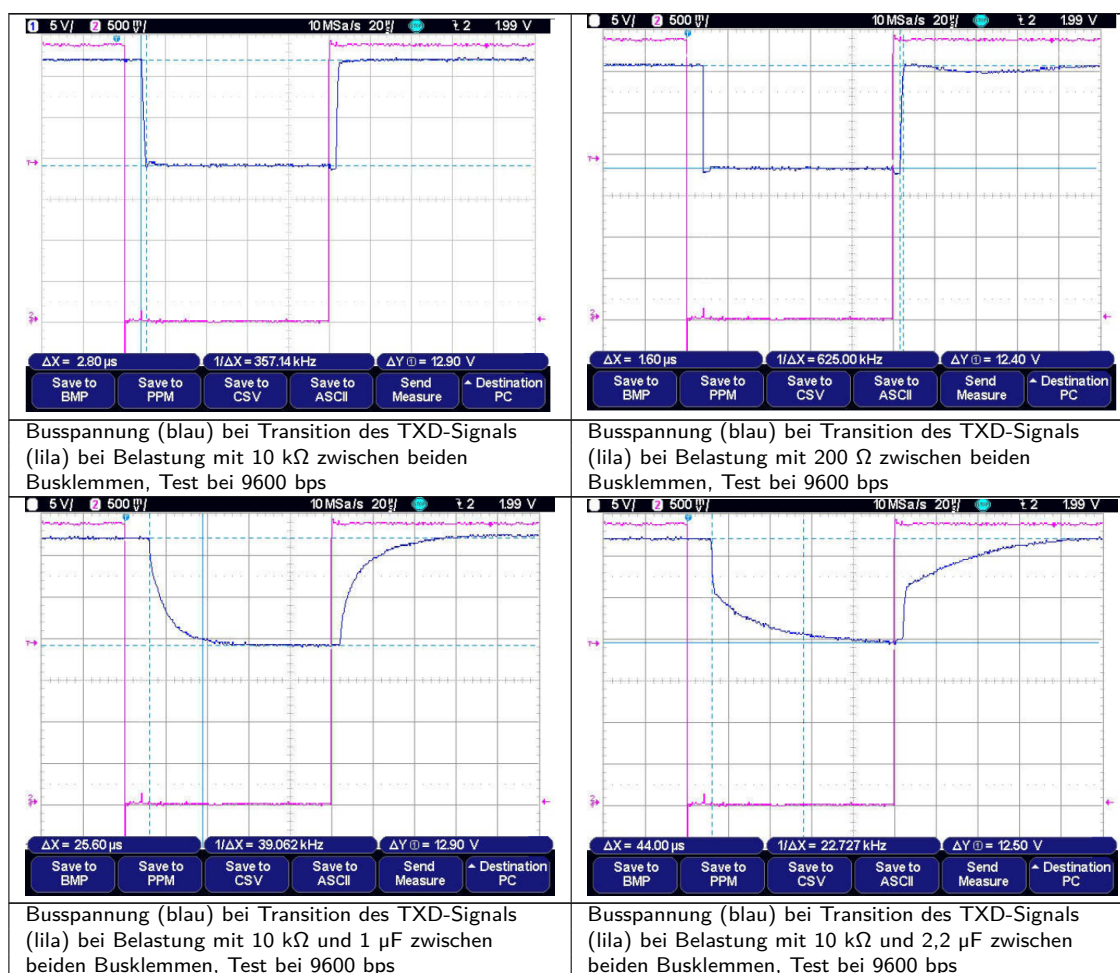 1 5 V/ 2 500 mV/ 10 MSa/s 20 µs/ STOP 2 1.99 V
ΔX = 2.80 µs 1/ΔX = 357.14 kHz ΔY 1 = 12.90 V
Save to BMP
Save to PPM
Save to CSV
Save to ASCII
Send Measure
Destination PC
5 V/ 2 500 mV/ 10 MSa/s 20 µs/ 2 1.99 V
ΔX = 1.60 µs 1/ΔX = 625.00 kHz ΔY 1 = 12.40 V
Save to BMP
Save to PPM
Save to CSV
Save to ASCII
Send Measure
Destination PC
Busspannung (blau) bei Transition des TXD-Signals
(lila) bei Belastung mit 10 kΩ zwischen beiden
Busklemmen, Test bei 9600 bps
Busspannung (blau) bei Transition des TXD-Signals
(lila) bei Belastung mit 200 Ω zwischen beiden
Busklemmen, Test bei 9600 bps
5 V/ 2 500 mV/ 10 MSa/s 20 µs/ 2 1.99 V
ΔX = 25.60 µs 1/ΔX = 39.062 kHz ΔY 1 = 12.90 V
Save to BMP
Save to PPM
Save to CSV
Save to ASCII
Send Measure
Destination PC
5 V/ 2 500 mV/ 10 MSa/s 20 µs/ 2 1.99 V
ΔX = 44.00 µs 1/ΔX = 22.727 kHz ΔY 1 = 12.50 V
Save to BMP
Save to PPM
Save to CSV
Save to ASCII
Send Measure
Destination PC
Busspannung (blau) bei Transition des TXD-Signals
(lila) bei Belastung mit 10 kΩ und 1 µF zwischen
beiden Busklemmen, Test bei 9600 bps
Busspannung (blau) bei Transition des TXD-Signals
(lila) bei Belastung mit 10 kΩ und 2,2 µF zwischen
beiden Busklemmen, Test bei 9600 bps